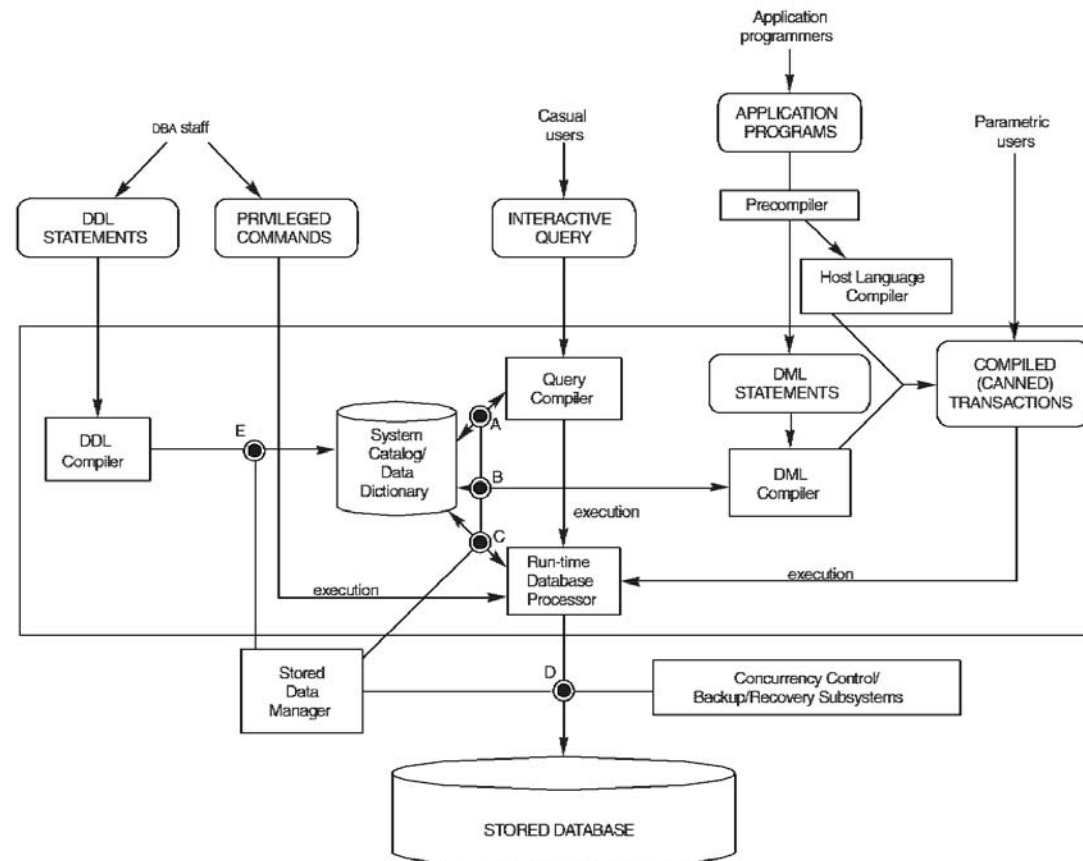 Application
programmers
Casual
users
DBA staff
APPLICATION
PROGRAMS
Parametric
users
DDL
STATEMENTS
PRIVILEGED
COMMANDS
INTERACTIVE
QUERY
Precompiler
Host Language
Compiler
Query
Compiler
DML
STATEMENTS
COMPILED
(CANNED)
TRANSACTIONS
DDL
Compiler
E
System
Catalog/
Data
Dictionary
A
B
C
DML
Compiler
execution
Run-time
Database
Processor
execution
execution
Stored
Data
Manager
D
Concurrency Control/
Backup/Recovery Subsystems
STORED DATABASE